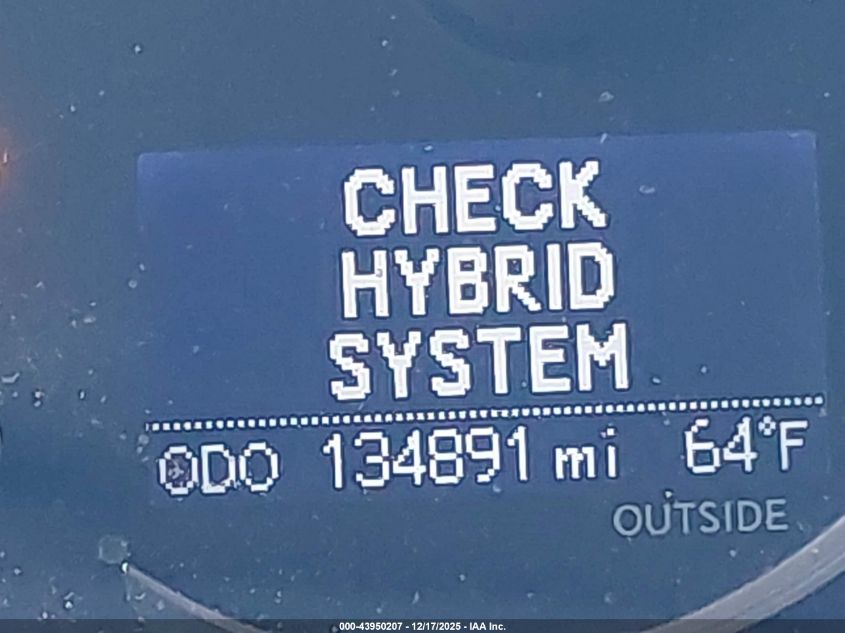 CHECK
HYBRID
SYSTEM
ODO 134891 mi 64°F
OUTSIDE
000-43950207 - 12/17/2025 - IAA Inc.